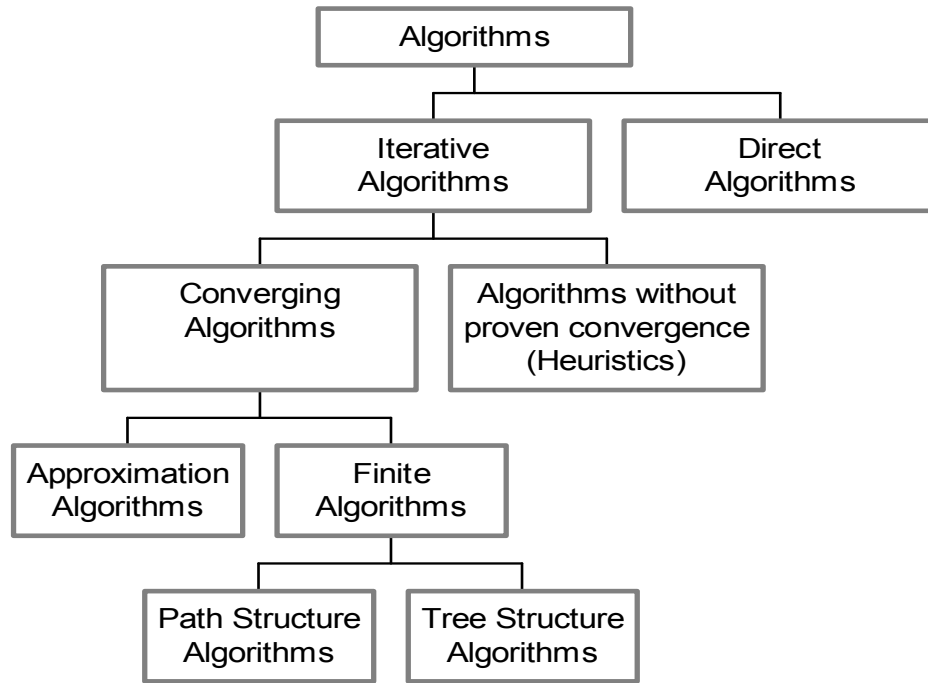 Algorithms
Iterative
Algorithms
Direct
Algorithms
Converging
Algorithms
Algorithms without
proven convergence
(Heuristics)
Approximation
Algorithms
Finite
Algorithms
Path Structure
Algorithms
Tree Structure
Algorithms